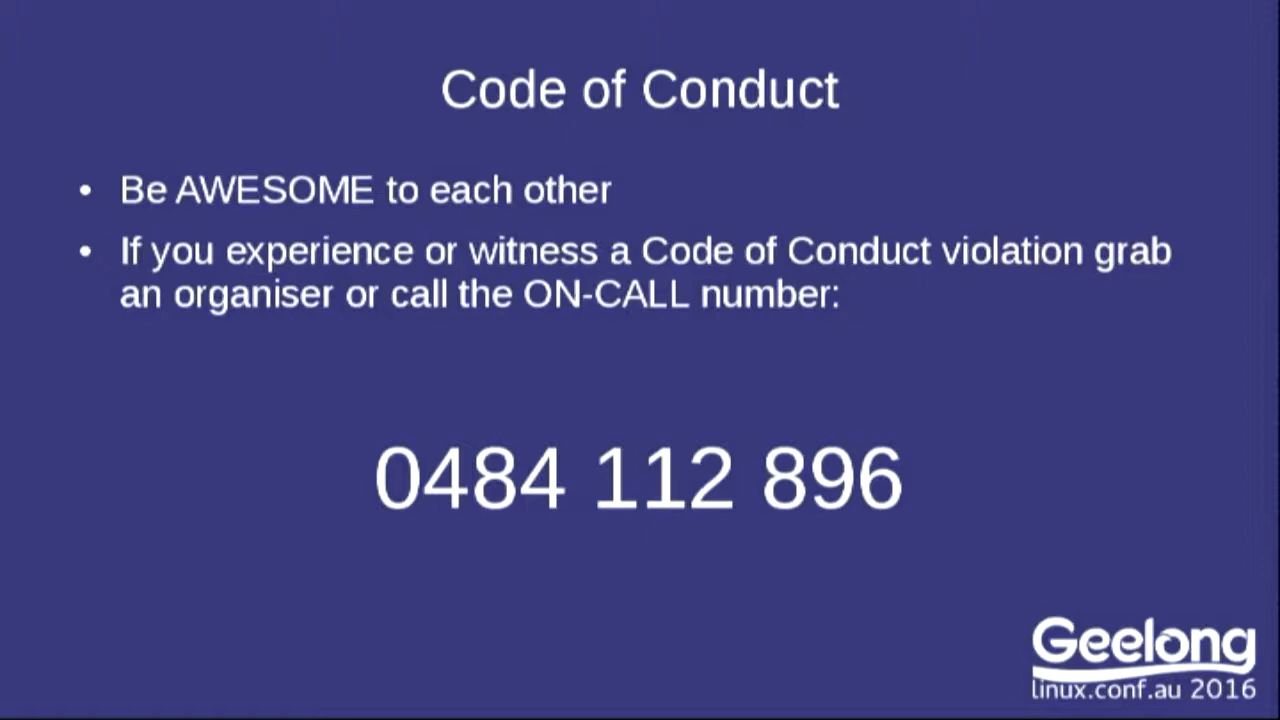 Code of Conduct
• Be AWESOME to each other
• If you experience or witness a Code of Conduct violation grab
an organiser or call the ON-CALL number:
0484 112 896
Geelong
linux.conf.au 2016